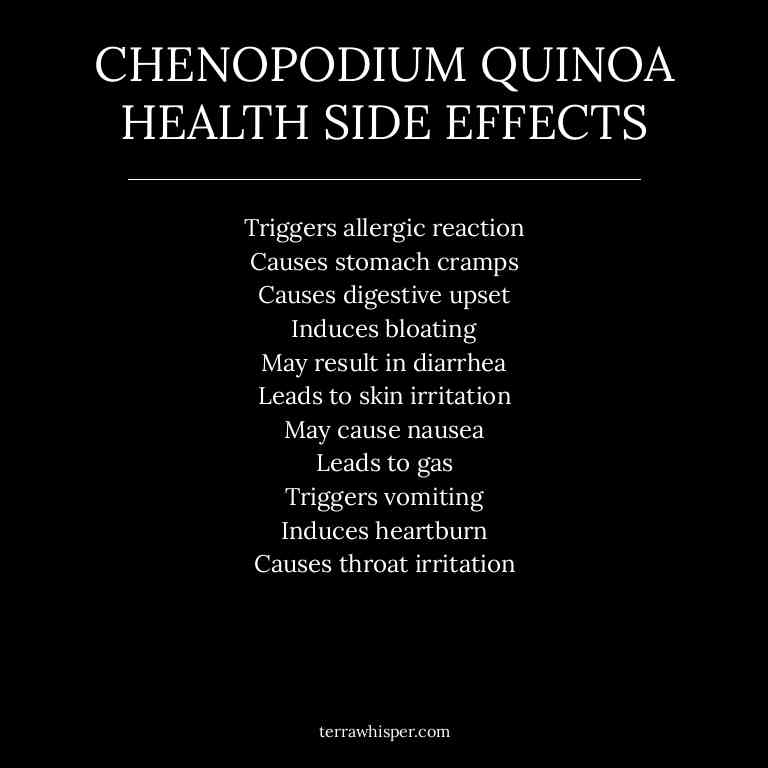 CHENOPODIUM QUINOA
HEALTH SIDE EFFECTS
Triggers allergic reaction
Causes stomach cramps
Causes digestive upset
Induces bloating
May result in diarrhea
Leads to skin irritation
May cause nausea
Leads to gas
Triggers vomiting
Induces heartburn
Causes throat irritation
terrawhisper.com